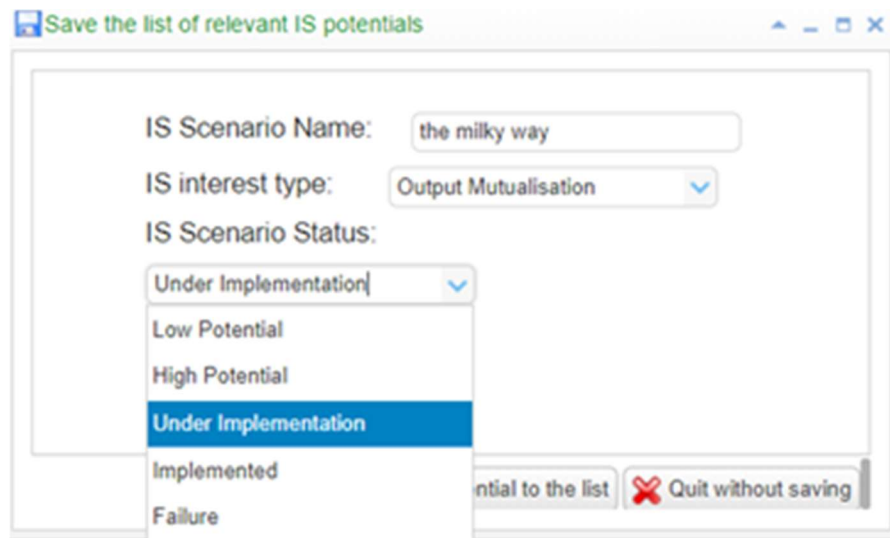 Save the list of relevant IS potentials
IS Scenario Name: the milky way
IS interest type: Output Mutualisation
IS Scenario Status:
Under Implementation
Low Potential
High Potential
Under Implementation
Implemented
ntial to the list Quit without saving
Failure